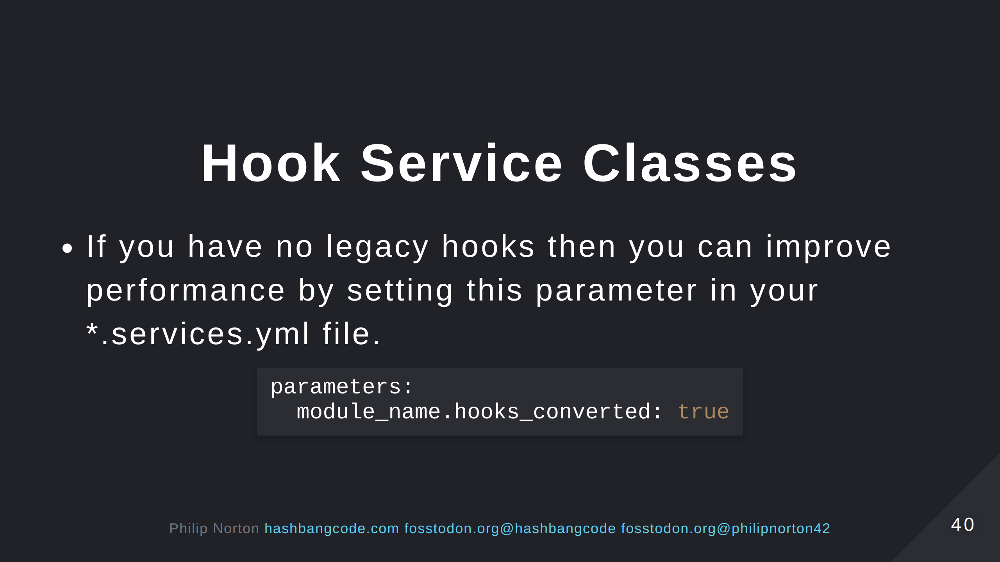 Hook Service Classes
• If you have no legacy hooks then you can improve
performance by setting this parameter in your
*.services.yml file.
parameters:
  module_name.hooks_converted: true
Philip Norton hashbangcode.com fosstodon.org@hashbangcode fosstodon.org@philipnorton42
40